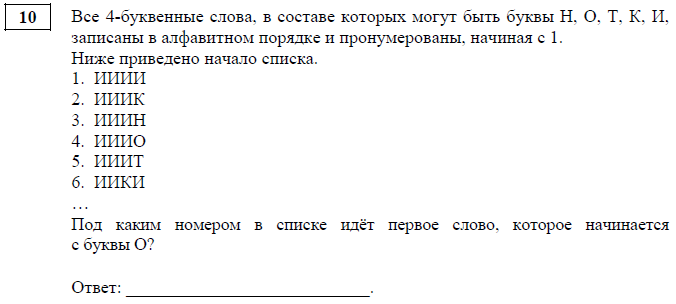 10 Все 4-буквенные слова, в составе которых могут быть буквы Н, О, Т, К, И,
записаны в алфавитном порядке и пронумерованы, начиная с 1.
Ниже приведено начало списка.
1. ИИИИ
2. ИИИК
3. ИИИН
4. ИИИО
5. ИИИТ
6. ИИКИ
…
Под каким номером в списке идёт первое слово, которое начинается
с буквы О?
Ответ: ___________________________.